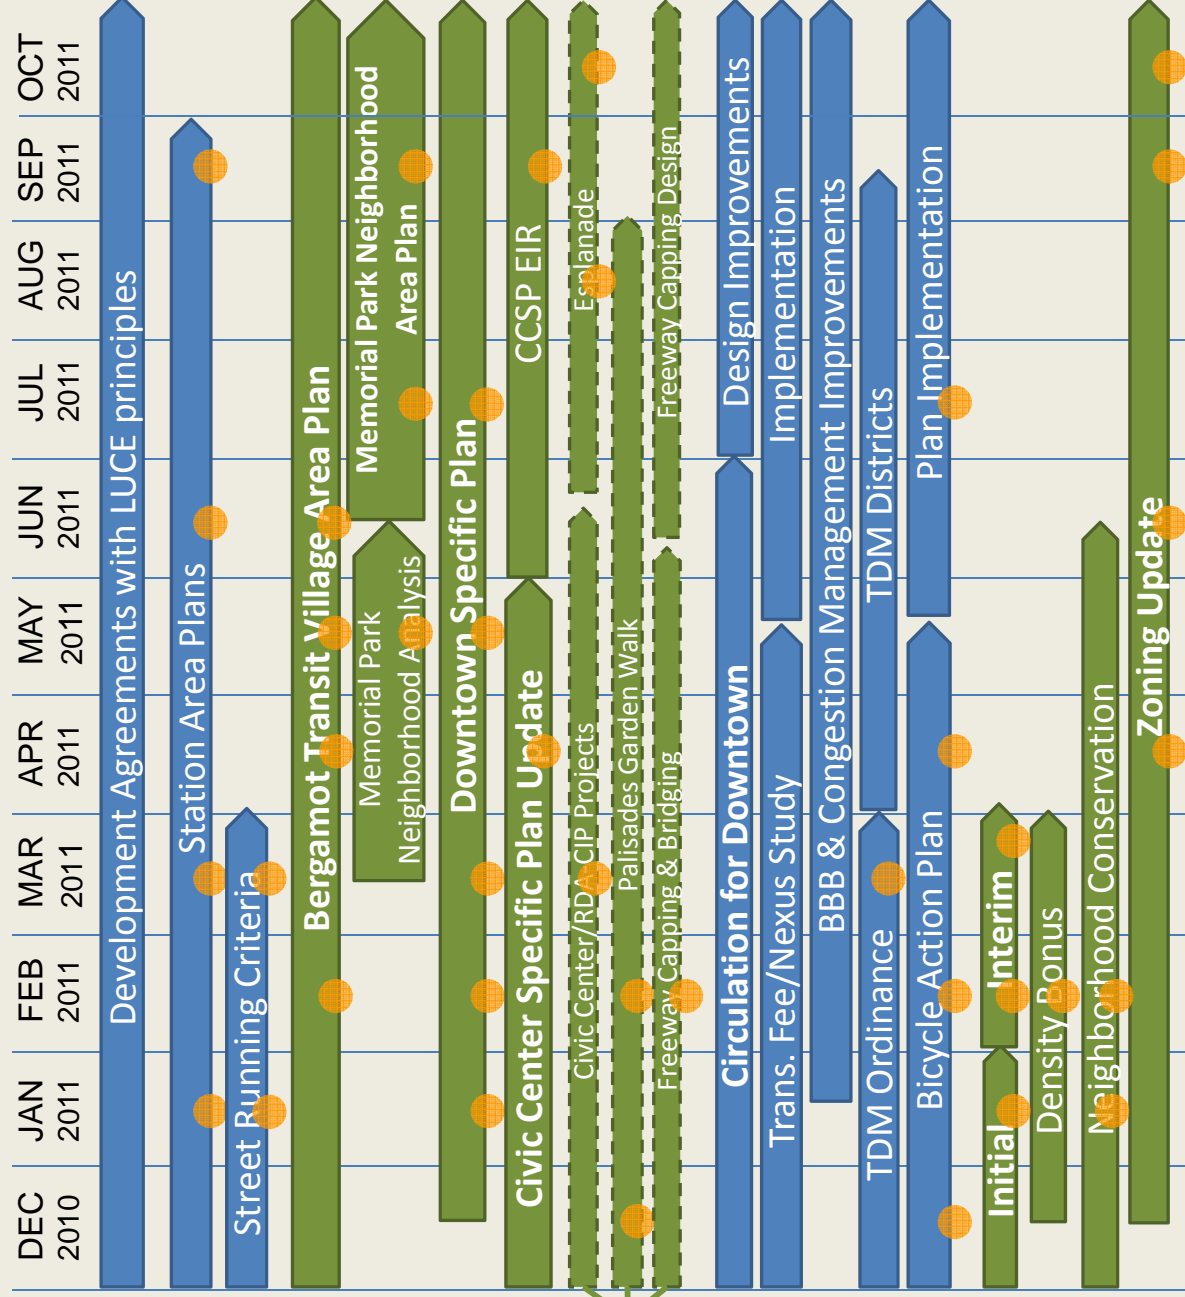 OCT
2011
SEP
2011
AUG
2011
JUL
2011
JUN
2011
MAY
2011
APR
2011
MAR
2011
FEB
2011
JAN
2011
DEC
2010
Development Agreements with LUCE principles
Station Area Plans
Street Running Criteria
Bergamot Transit Village Area Plan
Memorial Park Neighborhood
Area Plan
Memorial Park
Neighborhood Analysis
Downtown Specific Plan
CCSP EIR
Civic Center Specific Plan Update
Esplanade
Civic Center/RDA CIP Projects
Palisades Garden Walk
Freeway Capping Design
Freeway Capping & Bridging
Design Improvements
Circulation for Downtown
Implementation
Trans. Fee/Nexus Study
BBB & Congestion Management Improvements
TDM Districts
TDM Ordinance
Plan Implementation
Bicycle Action Plan
Interim
Initial
Density Bonus
Neighborhood Conservation
Zoning Update